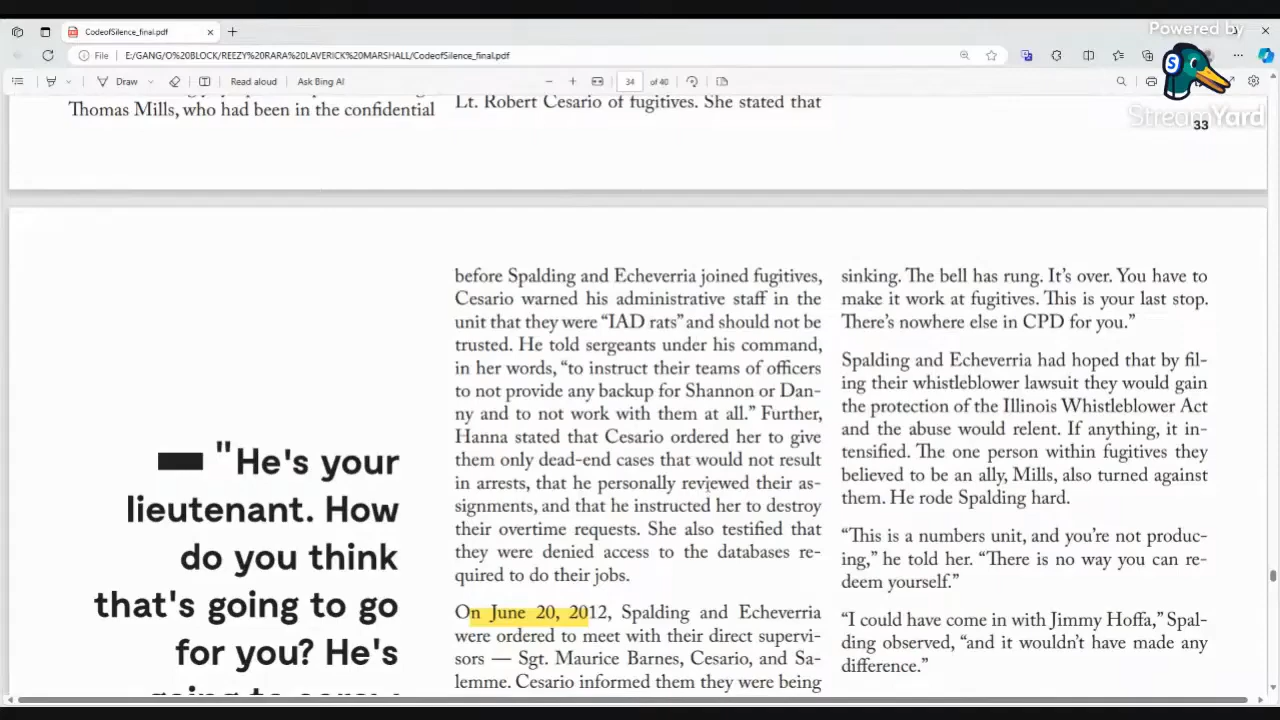 CodeofSilence_final.pdf
Powered by
File
E:/GANG/O%20BLOCK/REEZY%20RARA%20LAVERICK%20MARSHALL/CodeofSilence_final.pdf
Draw
Read aloud
Ask Bing AI
34
of 40
StreamYard
Thomas Mills, who had been in the confidential
Lt. Robert Cesario of fugitives. She stated that
33
"He's your
lieutenant. How
do you think
that's going to go
for you? He's
before Spalding and Echeverria joined fugitives,
Cesario warned his administrative staff in the
unit that they were “IAD rats” and should not be
trusted. He told sergeants under his command,
in her words, “to instruct their teams of officers
to not provide any backup for Shannon or Dan-
ny and to not work with them at all.” Further,
Hanna stated that Cesario ordered her to give
them only dead-end cases that would not result
in arrests, that he personally reviewed their as-
signments, and that he instructed her to destroy
their overtime requests. She also testified that
they were denied access to the databases re-
quired to do their jobs.
On June 20, 2012, Spalding and Echeverria
were ordered to meet with their direct supervi-
sors — Sgt. Maurice Barnes, Cesario, and Sa-
lemme. Cesario informed them they were being
sinking. The bell has rung. It’s over. You have to
make it work at fugitives. This is your last stop.
There’s nowhere else in CPD for you.”
Spalding and Echeverria had hoped that by fil-
ing their whistleblower lawsuit they would gain
the protection of the Illinois Whistleblower Act
and the abuse would relent. If anything, it in-
tensified. The one person within fugitives they
believed to be an ally, Mills, also turned against
them. He rode Spalding hard.
“This is a numbers unit, and you’re not produc-
ing,” he told her. “There is no way you can re-
deem yourself.”
“I could have come in with Jimmy Hoffa,” Spal-
ding observed, “and it wouldn’t have made any
difference.”